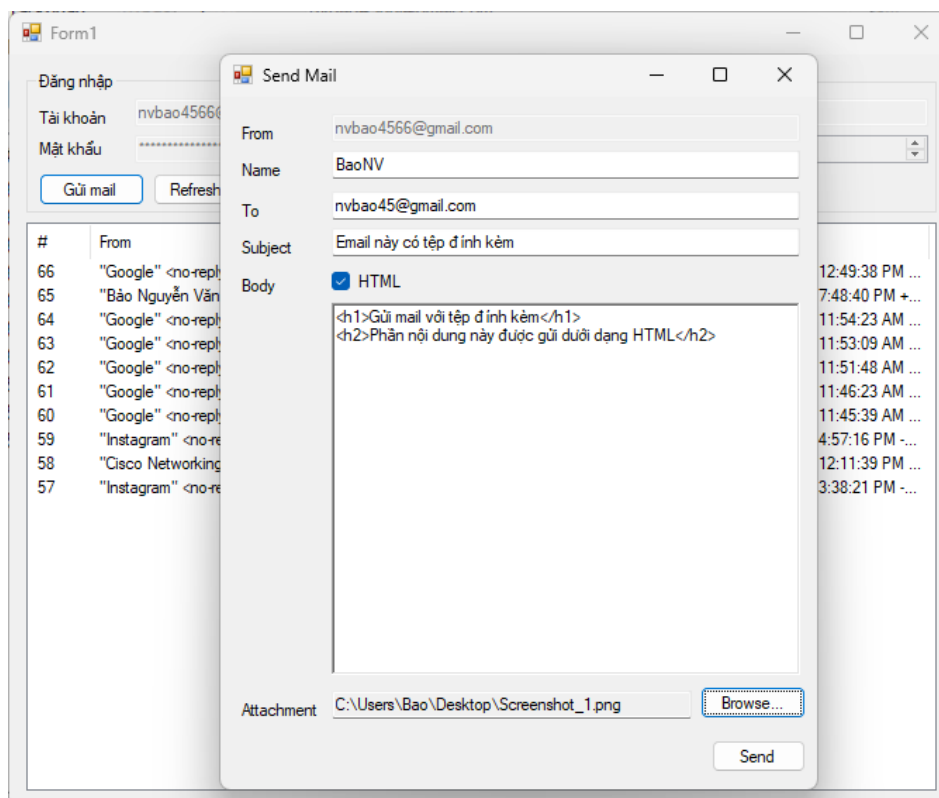 Form1
Đăng nhập
Tài khoản nvbao4566@
Mật khẩu ****************
Gửi mail Refresh
# From
66 "Google" <no-reply 12:49:38 PM ...
65 "Bảo Nguyễn Văn 7:48:40 PM +...
64 "Google" <no-reply 11:54:23 AM ...
63 "Google" <no-reply 11:53:09 AM ...
62 "Google" <no-reply 11:51:48 AM ...
61 "Google" <no-reply 11:46:23 AM ...
60 "Google" <no-reply 11:45:39 AM ...
59 "Instagram" <no-re 4:57:16 PM -...
58 "Cisco Networking 12:11:39 PM ...
57 "Instagram" <no-re 3:38:21 PM -...
Send Mail
From nvbao4566@gmail.com
Name BaoNV
To nvbao45@gmail.com
Subject Email này có tệp đính kèm
Body HTML
<h1>Gửi mail với tệp đính kèm</h1>
<h2>Phần nội dung này được gửi dưới dạng HTML</h2>
Attachment C:\Users\Bao\Desktop\Screenshot_1.png Browse...
Send